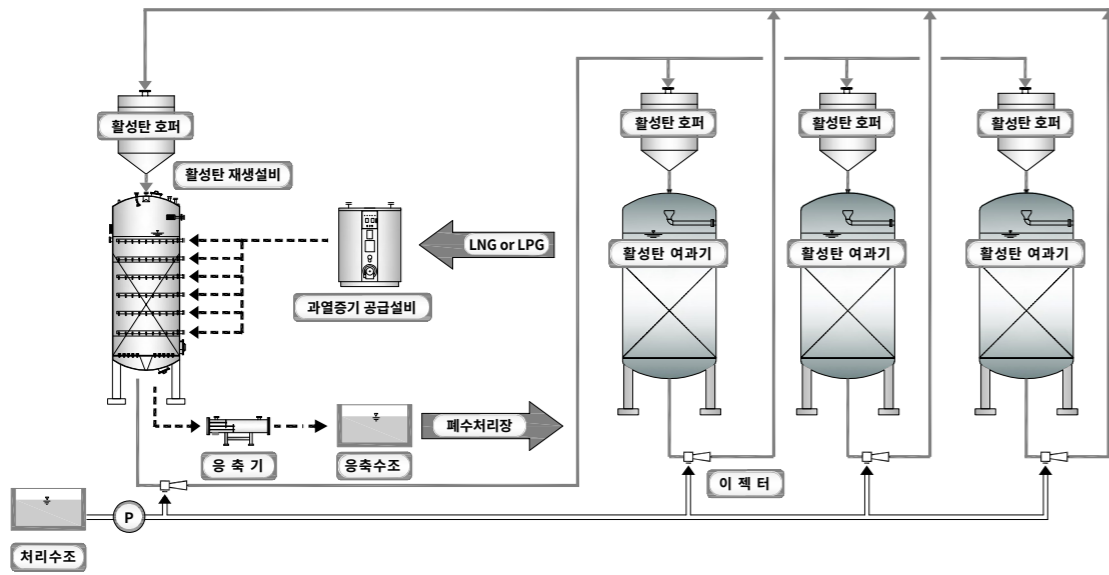 활성탄 호퍼
활성탄 호퍼
활성탄 호퍼
활성탄 호퍼
활성탄 재생설비
LNG or LPG
활성탄 여과기
활성탄 여과기
활성탄 여과기
과열증기 공급설비
폐수처리장
응 축 기
응축수조
이 젝 터
P
처리수조